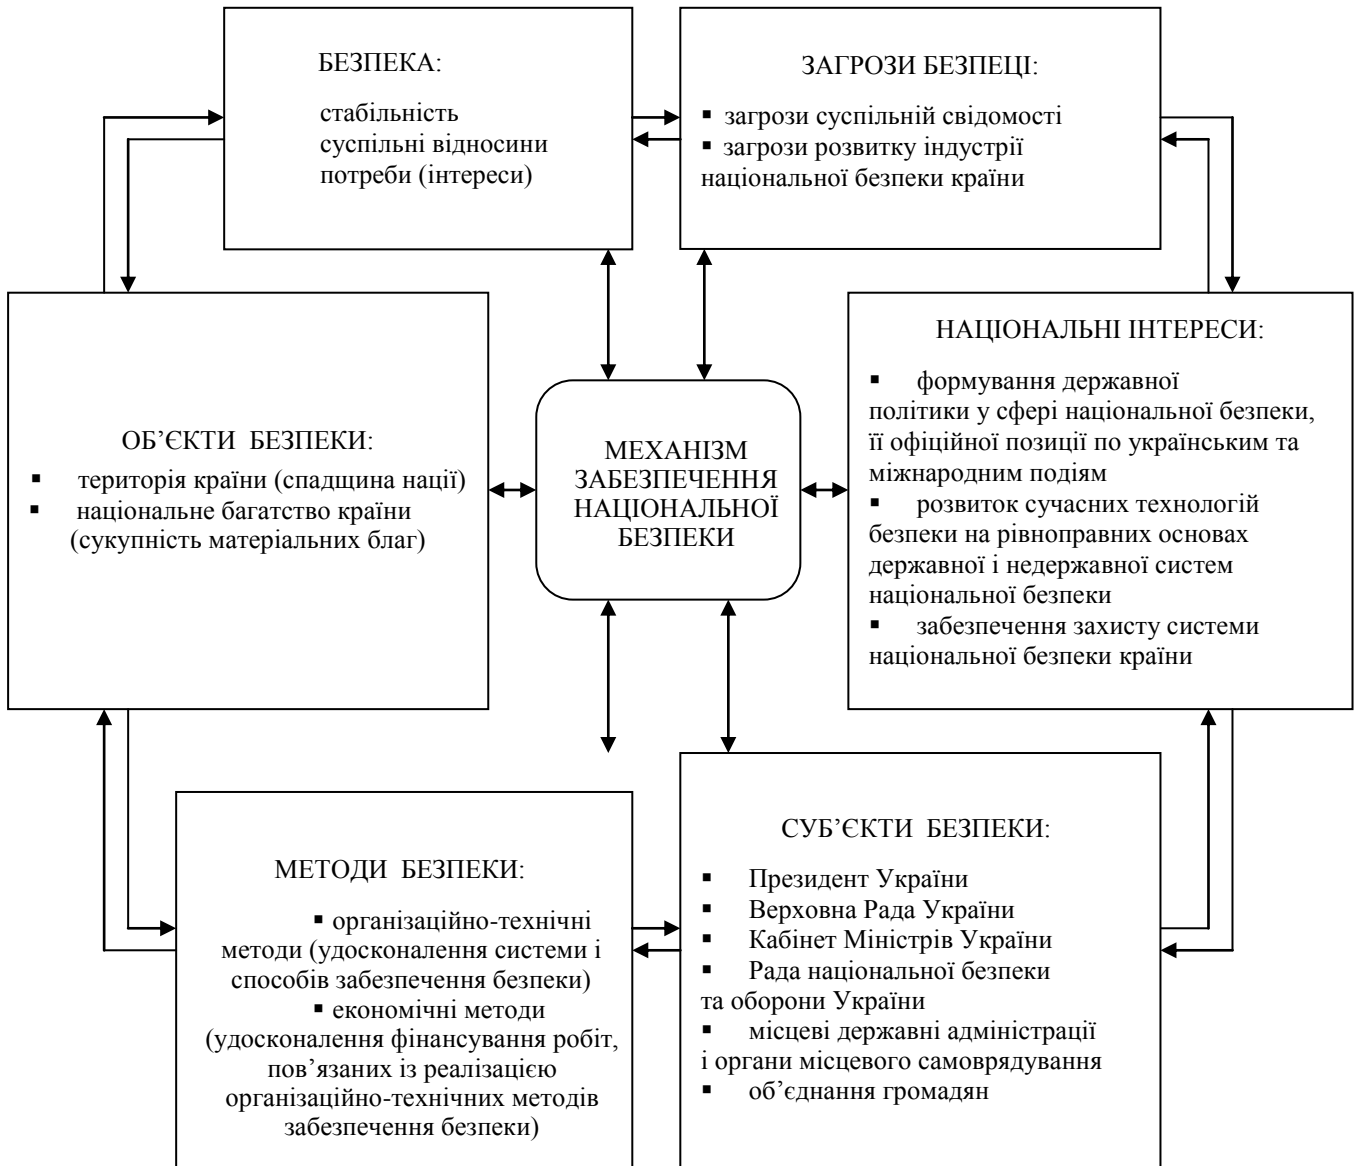 БЕЗПЕКА:
стабільність
суспільні відносини
потреби (інтереси)
ЗАГРОЗИ БЕЗПЕЦІ:
▪ загрози суспільній свідомості
▪ загрози розвитку індустрії
національної безпеки країни
ОБ’ЄКТИ БЕЗПЕКИ:
▪ територія країни (спадщина нації)
▪ національне багатство країни
(сукупність матеріальних благ)
МЕХАНІЗМ
ЗАБЕЗПЕЧЕННЯ
НАЦІОНАЛЬНОЇ
БЕЗПЕКИ
НАЦІОНАЛЬНІ ІНТЕРЕСИ:
▪ формування державної
політики у сфері національної безпеки,
її офіційної позиції по українським та
міжнародним подіям
▪ розвиток сучасних технологій
безпеки на рівноправних основах
державної і недержавної систем
національної безпеки
▪ забезпечення захисту системи
національної безпеки країни
МЕТОДИ БЕЗПЕКИ:
▪ організаційно-технічні
методи (удосконалення системи і
способів забезпечення безпеки)
▪ економічні методи
(удосконалення фінансування робіт,
пов’язаних із реалізацією
організаційно-технічних методів
забезпечення безпеки)
СУБ’ЄКТИ БЕЗПЕКИ:
▪ Президент України
▪ Верховна Рада України
▪ Кабінет Міністрів України
▪ Рада національної безпеки
та оборони України
▪ місцеві державні адміністрації
і органи місцевого самоврядування
▪ об’єднання громадян